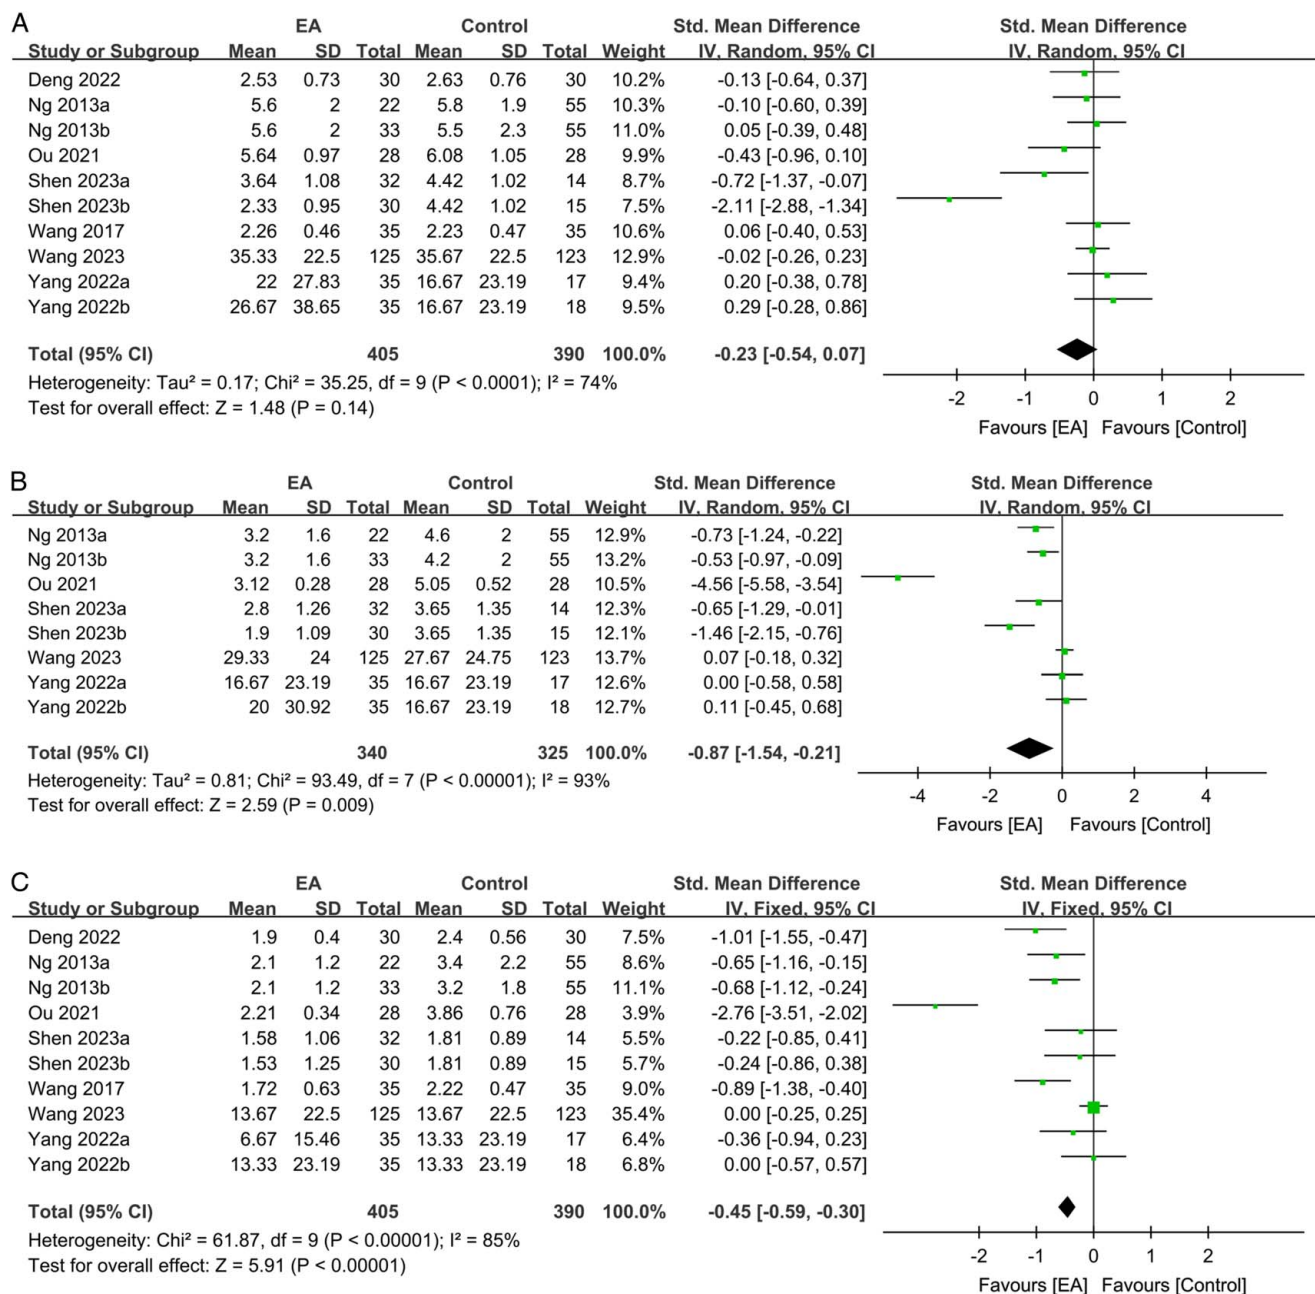 A
EA Control Std. Mean Difference Std. Mean Difference
Study or Subgroup Mean SD Total Mean SD Total Weight IV, Random, 95% CI IV, Random, 95% CI
Deng 2022 2.53 0.73 30 2.63 0.76 30 10.2% -0.13 [-0.64, 0.37]
Ng 2013a 5.6 2 22 5.8 1.9 55 10.3% -0.10 [-0.60, 0.39]
Ng 2013b 5.6 2 33 5.5 2.3 55 11.0% 0.05 [-0.39, 0.48]
Ou 2021 5.64 0.97 28 6.08 1.05 28 9.9% -0.43 [-0.96, 0.10]
Shen 2023a 3.64 1.08 32 4.42 1.02 14 8.7% -0.72 [-1.37, -0.07]
Shen 2023b 2.33 0.95 30 4.42 1.02 15 7.5% -2.11 [-2.88, -1.34]
Wang 2017 2.26 0.46 35 2.23 0.47 35 10.6% 0.06 [-0.40, 0.53]
Wang 2023 35.33 22.5 125 35.67 22.5 123 12.9% -0.02 [-0.26, 0.23]
Yang 2022a 22 27.83 35 16.67 23.19 17 9.4% 0.20 [-0.38, 0.78]
Yang 2022b 26.67 38.65 35 16.67 23.19 18 9.5% 0.29 [-0.28, 0.86]
Total (95% CI) 405 390 100.0% -0.23 [-0.54, 0.07]
Heterogeneity: Tau² = 0.17; Chi² = 35.25, df = 9 (P < 0.0001); I² = 74%
Test for overall effect: Z = 1.48 (P = 0.14)
-2 -1 0 1 2
Favours [EA] Favours [Control]
B
EA Control Std. Mean Difference Std. Mean Difference
Study or Subgroup Mean SD Total Mean SD Total Weight IV, Random, 95% CI IV, Random, 95% CI
Ng 2013a 3.2 1.6 22 4.6 2 55 12.9% -0.73 [-1.24, -0.22]
Ng 2013b 3.2 1.6 33 4.2 2 55 13.2% -0.53 [-0.97, -0.09]
Ou 2021 3.12 0.28 28 5.05 0.52 28 10.5% -4.56 [-5.58, -3.54]
Shen 2023a 2.8 1.26 32 3.65 1.35 14 12.3% -0.65 [-1.29, -0.01]
Shen 2023b 1.9 1.09 30 3.65 1.35 15 12.1% -1.46 [-2.15, -0.76]
Wang 2023 29.33 24 125 27.67 24.75 123 13.7% 0.07 [-0.18, 0.32]
Yang 2022a 16.67 23.19 35 16.67 23.19 17 12.6% 0.00 [-0.58, 0.58]
Yang 2022b 20 30.92 35 16.67 23.19 18 12.7% 0.11 [-0.45, 0.68]
Total (95% CI) 340 325 100.0% -0.87 [-1.54, -0.21]
Heterogeneity: Tau² = 0.81; Chi² = 93.49, df = 7 (P < 0.00001); I² = 93%
Test for overall effect: Z = 2.59 (P = 0.009)
-4 -2 0 2 4
Favours [EA] Favours [Control]
C
EA Control Std. Mean Difference Std. Mean Difference
Study or Subgroup Mean SD Total Mean SD Total Weight IV, Fixed, 95% CI IV, Fixed, 95% CI
Deng 2022 1.9 0.4 30 2.4 0.56 30 7.5% -1.01 [-1.55, -0.47]
Ng 2013a 2.1 1.2 22 3.4 2.2 55 8.6% -0.65 [-1.16, -0.15]
Ng 2013b 2.1 1.2 33 3.2 1.8 55 11.1% -0.68 [-1.12, -0.24]
Ou 2021 2.21 0.34 28 3.86 0.76 28 3.9% -2.76 [-3.51, -2.02]
Shen 2023a 1.58 1.06 32 1.81 0.89 14 5.5% -0.22 [-0.85, 0.41]
Shen 2023b 1.53 1.25 30 1.81 0.89 15 5.7% -0.24 [-0.86, 0.38]
Wang 2017 1.72 0.63 35 2.22 0.47 35 9.0% -0.89 [-1.38, -0.40]
Wang 2023 13.67 22.5 125 13.67 22.5 123 35.4% 0.00 [-0.25, 0.25]
Yang 2022a 6.67 15.46 35 13.33 23.19 17 6.4% -0.36 [-0.94, 0.23]
Yang 2022b 13.33 23.19 35 13.33 23.19 18 6.8% 0.00 [-0.57, 0.57]
Total (95% CI) 405 390 100.0% -0.45 [-0.59, -0.30]
Heterogeneity: Chi² = 61.87, df = 9 (P < 0.00001); I² = 85%
Test for overall effect: Z = 5.91 (P < 0.00001)
-2 -1 0 1 2
Favours [EA] Favours [Control]